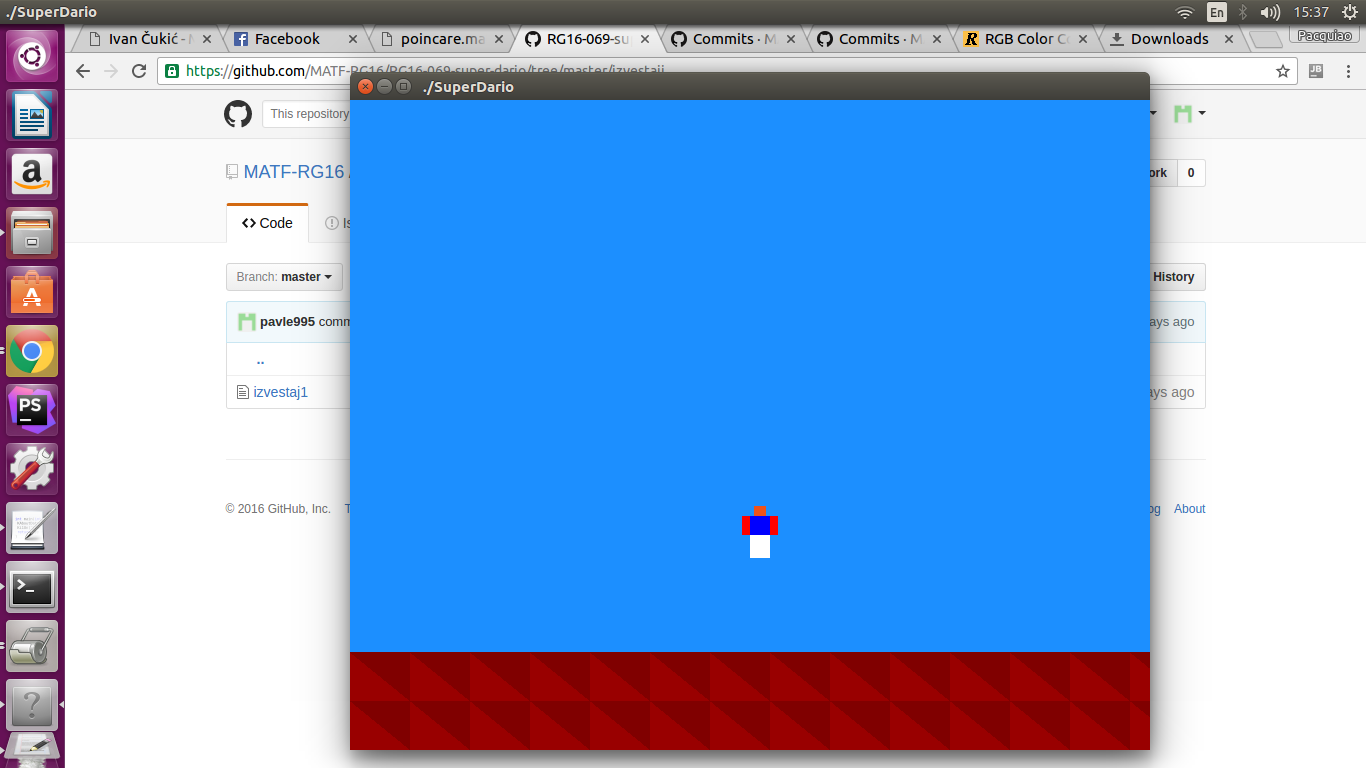 ./SuperDario
En
15:37
Ivan Čukić - M
Facebook
poincare.ma
RG16-069-su
Commits · M
Commits · M
RGB Color C
Downloads
Pacquiao
https://github.com/MATF-RG16/RG16-069-super-dario/tree/master/izvestaji
JB
./SuperDario
This repository
MATF-RG16 /
ork 0
Code
Is
Branch: master
History
pavle995 comm
ays ago
..
izvestaj1
ays ago
© 2016 GitHub, Inc.
T
og
About
a
A
PS
?